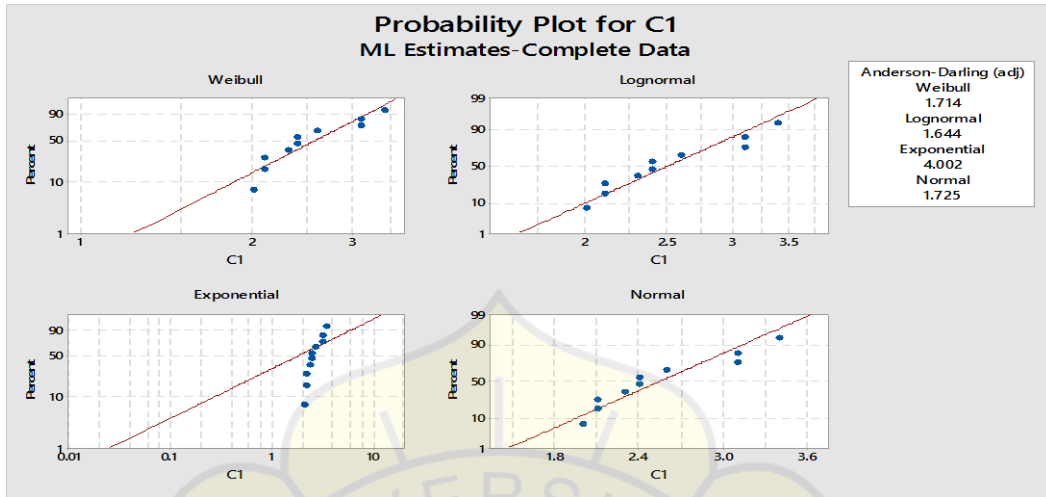 Probability Plot for C1
ML Estimates-Complete Data
Weibull
Percent
90
50
10
1
1 2 3
C1
Lognormal
Percent
99
90
50
10
1
2 2.5 3 3.5
C1
Anderson-Darling (adj)
Weibull
1.714
Lognormal
1.644
Exponential
4.002
Normal
1.725
Exponential
Percent
90
50
10
1
0.01 0.1 1 10
C1
Normal
Percent
99
90
50
10
1
1.8 2.4 3.0 3.6
C1